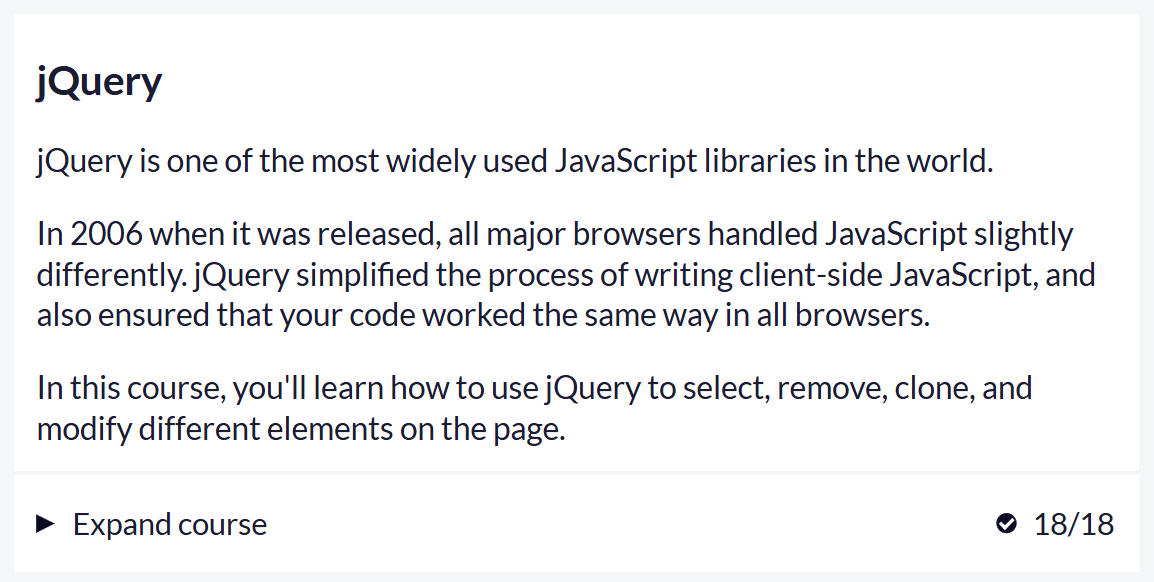 jQuery
jQuery is one of the most widely used JavaScript libraries in the world.
In 2006 when it was released, all major browsers handled JavaScript slightly
differently. jQuery simplified the process of writing client-side JavaScript, and
also ensured that your code worked the same way in all browsers.
In this course, you'll learn how to use jQuery to select, remove, clone, and
modify different elements on the page.
Expand course
18/18